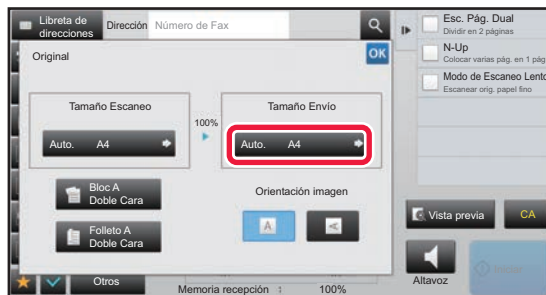 Libreta de
direcciones
Dirección
Número de Fax
Original
OK
Tamaño Escaneo
Auto. A4
100%
Tamaño Envío
Auto. A4
Bloc A
Doble Cara
Folleto A
Doble Cara
Orientación imagen
A
A
Otros
Memoria recepción : 100%
Esc. Pág. Dual
Dividir en 2 páginas
N-Up
Colocar varias pág. en 1 pág
Modo de Escaneo Lento
Escanear orig. papel fino
Vista previa
CA
Altavoz